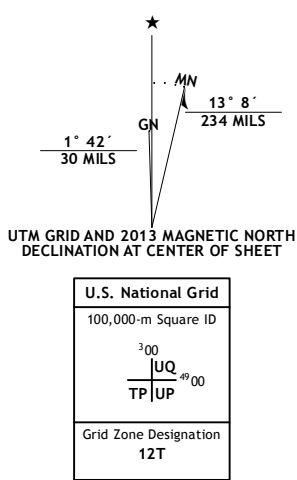 ★
MN
GN
13° 8´
234 MILS
1° 42´
30 MILS
UTM GRID AND 2013 MAGNETIC NORTH
DECLINATION AT CENTER OF SHEET
U.S. National Grid
100,000-m Square ID
³00
UQ
⁴⁹00
TP UP
Grid Zone Designation
12T